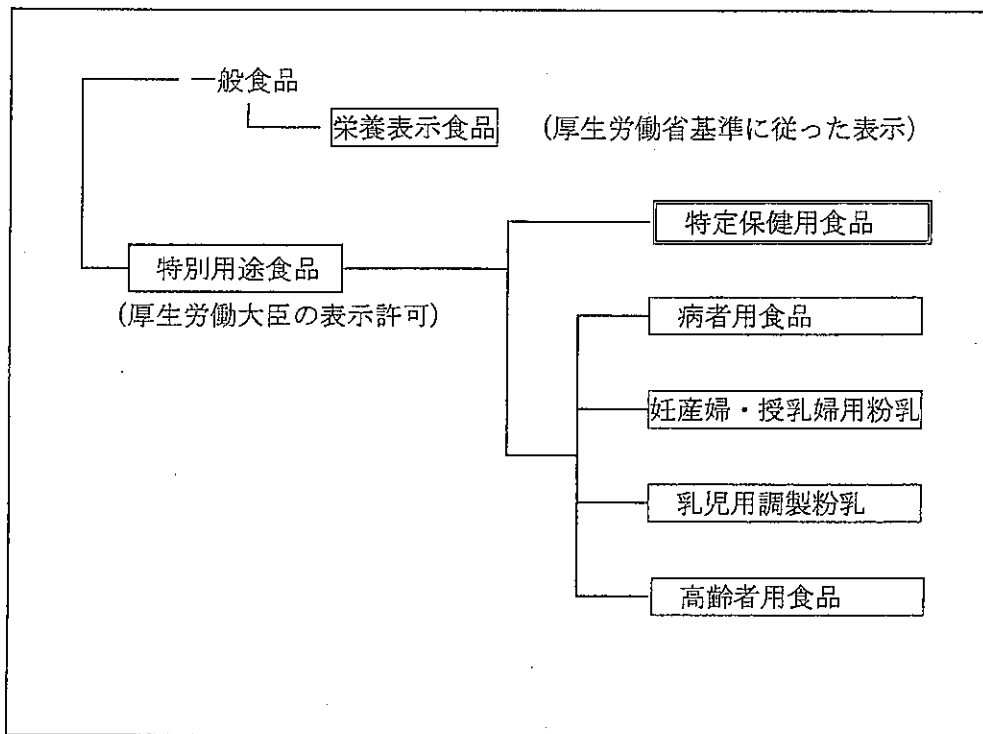 一般食品
栄養表示食品 (厚生労働省基準に従った表示)
特定保健用食品
特別用途食品
(厚生労働大臣の表示許可)
病者用食品
妊産婦・授乳婦用粉乳
乳児用調製粉乳
高齢者用食品